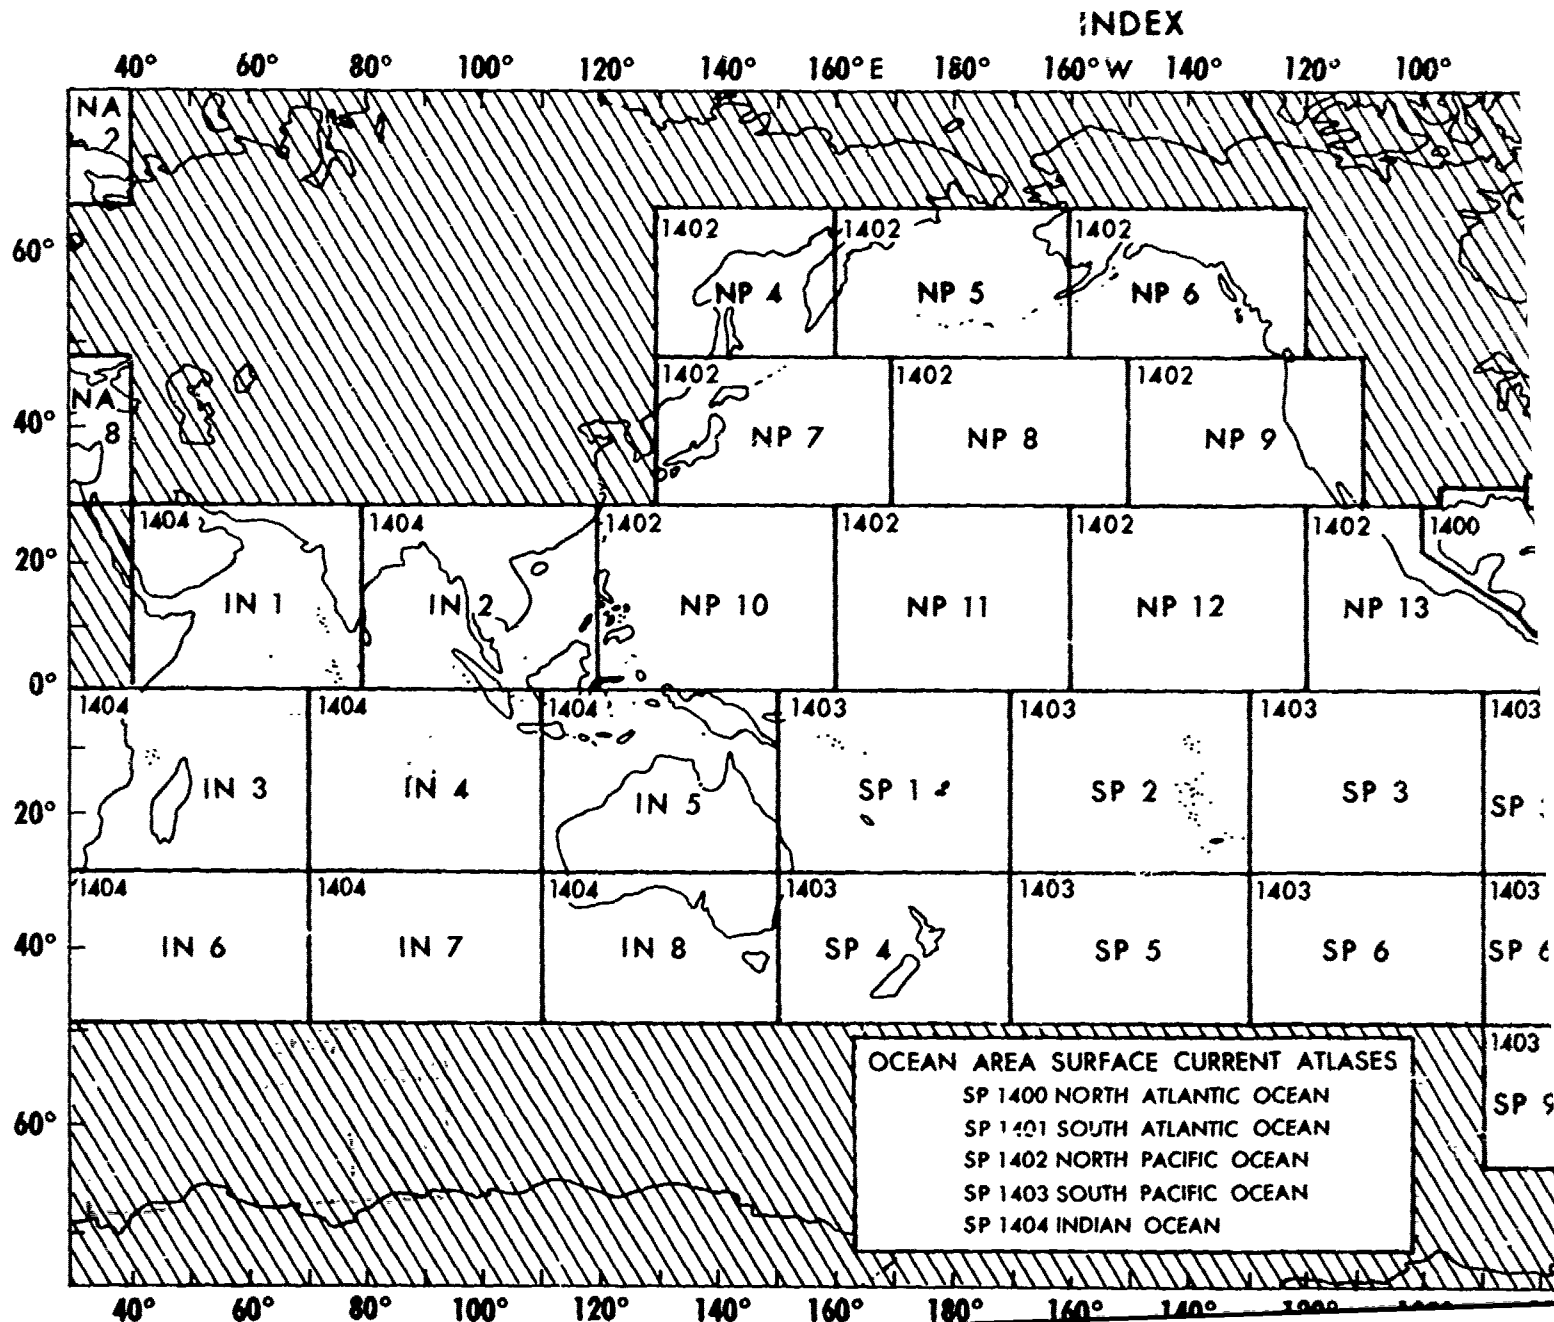 INDEX
40° 60° 80° 100° 120° 140° 160° E 180° 160° W 140° 120° 100°
NA
2
1402 1402 1402
60°
NP 4 NP 5 NP 6
1402 1402 1402
NA
8
40°
NP 7 NP 8 NP 9
1404 1404 1402 1402 1402 1402 1400
20°
IN 1 IN 2 NP 10 NP 11 NP 12 NP 13
0°
1404 1404 1404 1403 1403 1403 1403
IN 3 IN 4 IN 5 SP 1 SP 2 SP 3 SP
20°
1404 1404 1404 1403 1403 1403 1403
40°
IN 6 IN 7 IN 8 SP 4 SP 5 SP 6 SP 6
1403
OCEAN AREA SURFACE CURRENT ATLASES
SP 1400 NORTH ATLANTIC OCEAN
SP 1401 SOUTH ATLANTIC OCEAN
SP 1402 NORTH PACIFIC OCEAN
SP 1403 SOUTH PACIFIC OCEAN
SP 1404 INDIAN OCEAN
60°
SP 9
40° 60° 80° 100° 120° 140° 160° 180° 160° 140°